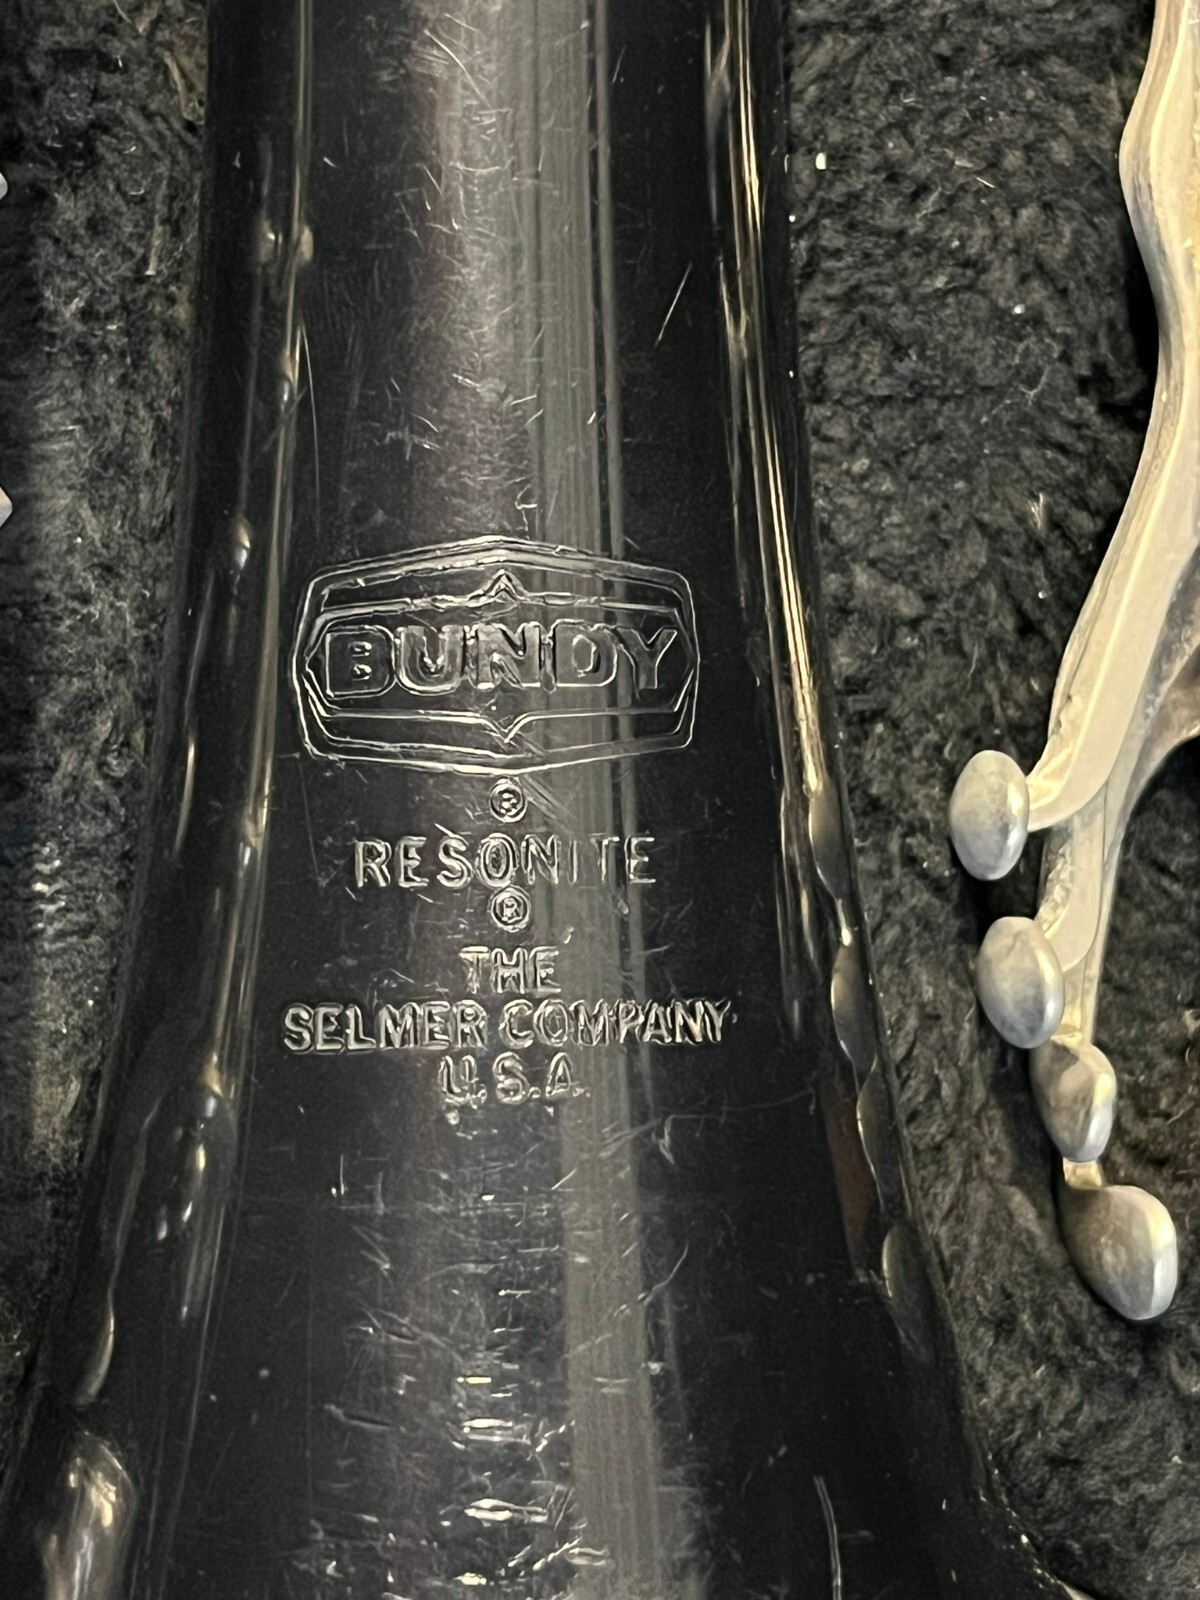 BUNDY
®
RESONITE
®
THE
SELMER COMPANY
U.S.A.